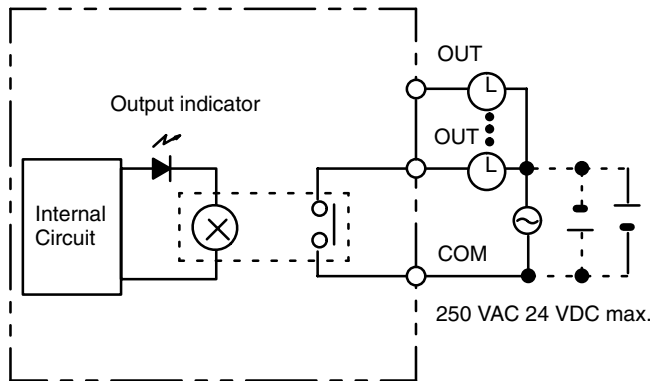 OUT
L
Output indicator
OUT
L
Internal
Circuit
COM
250 VAC 24 VDC max.